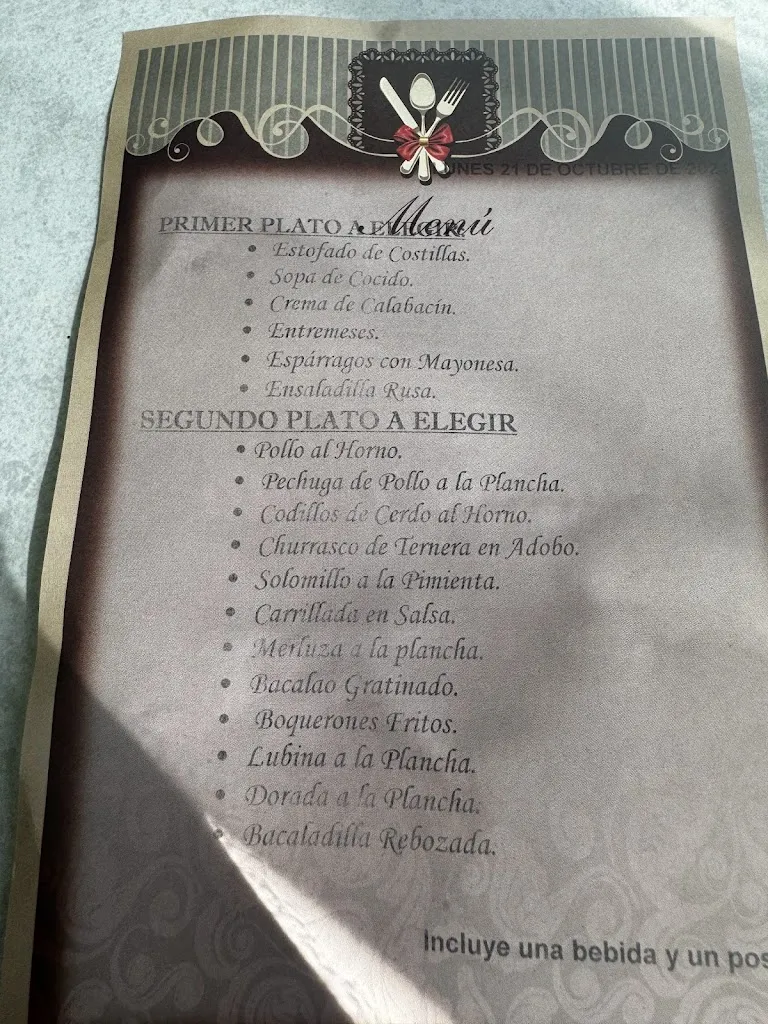 LUNES 21 DE OCTUBRE DE 202
Menú
PRIMER PLATO A ELEGIR
• Estofado de Costillas.
• Sopa de Cocido.
• Crema de Calabacín.
• Entremeses.
• Espárragos con Mayonesa.
• Ensaladilla Rusa.
SEGUNDO PLATO A ELEGIR
• Pollo al Horno.
• Pechuga de Pollo a la Plancha.
• Codillos de Cerdo al Horno.
• Churrasco de Ternera en Adobo.
• Solomillo a la Pimienta.
• Carrillada en Salsa.
• Merluza a la plancha.
• Bacalao Gratinado.
• Boquerones Fritos.
• Lubina a la Plancha.
• Dorada a la Plancha.
• Bacaladilla Rebozada.
Incluye una bebida y un pos